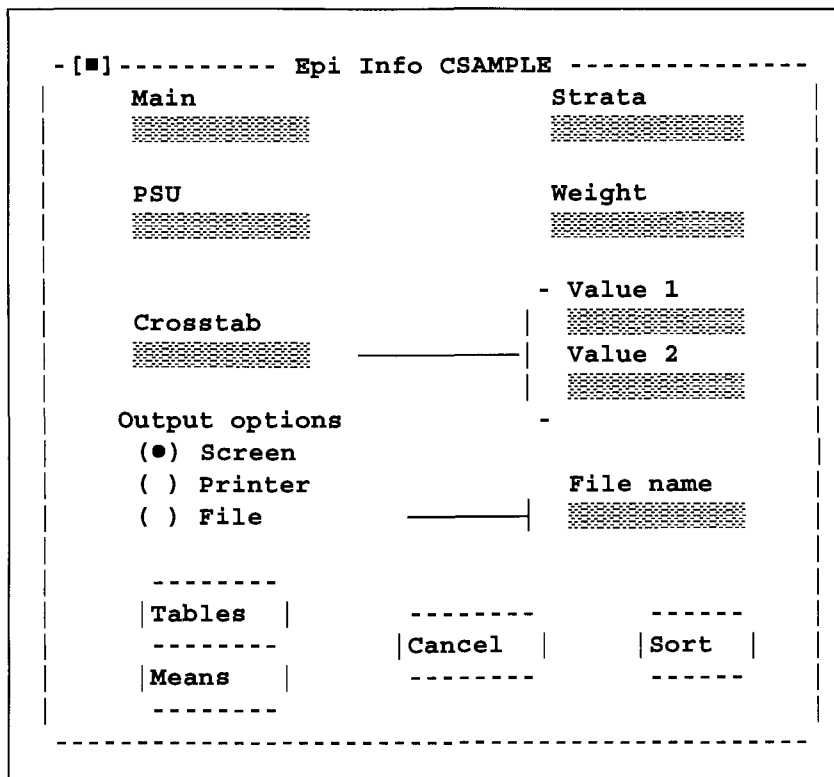 -[■]---------- Epi Info CSAMPLE ---------------
Main Strata
PSU Weight
- Value 1
Crosstab
Value 2
Output options -
(●) Screen
( ) Printer File name
( ) File
|Tables |
|Cancel | |Sort |
|Means |